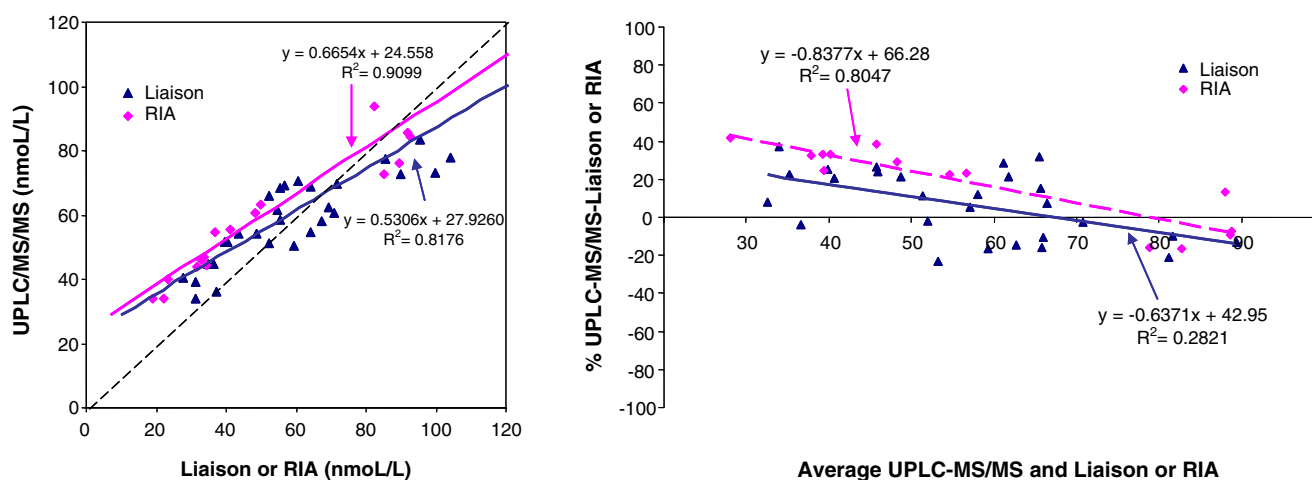 120
100
80
60
40
20
0
0 20 40 60 80 100 120
UPLC/MS/MS (nmoL/L)
Liaison or RIA (nmoL/L)
y = 0.6654x + 24.558
R²= 0.9099
Liaison
RIA
y = 0.5306x + 27.9260
R²= 0.8176
100
80
60
40
20
0
-20
-40
-60
-80
-100
30 40 50 60 70 80 90
% UPLC-MS/MS-Liaison or RIA
Average UPLC-MS/MS and Liaison or RIA
y = -0.8377x + 66.28
R²= 0.8047
Liaison
RIA
y = -0.6371x + 42.95
R²= 0.2821